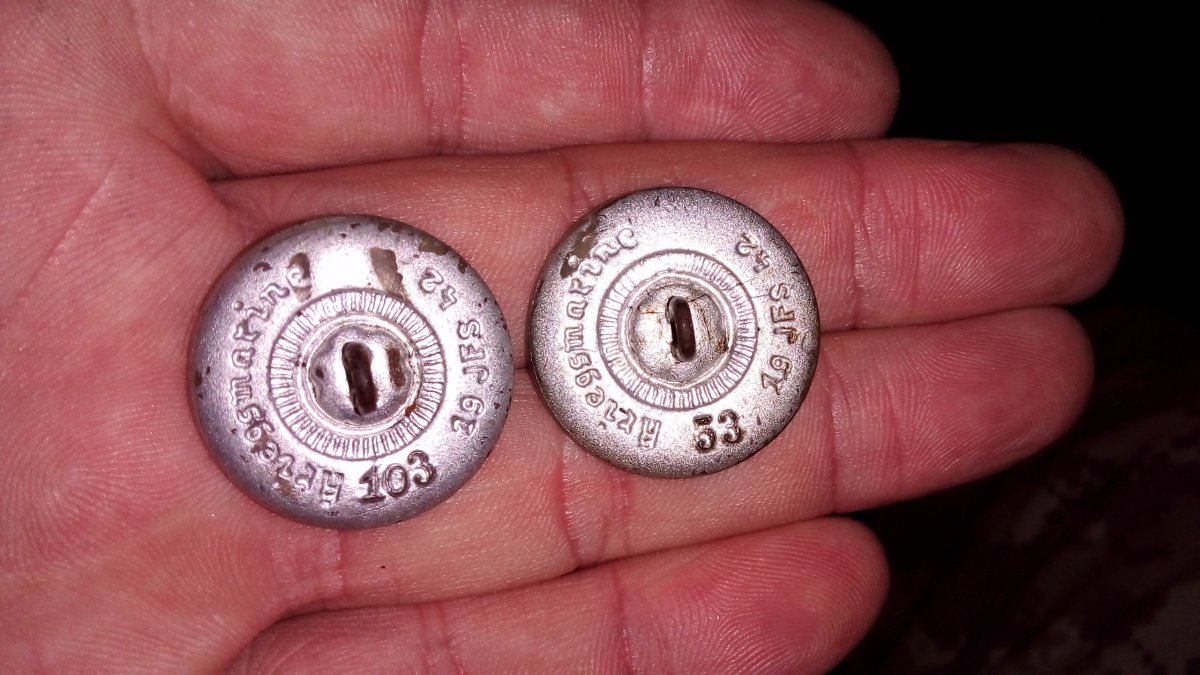 Kriegsmarine
42 JFS 19
103
Kriegsmarine
42 JFS 19
53